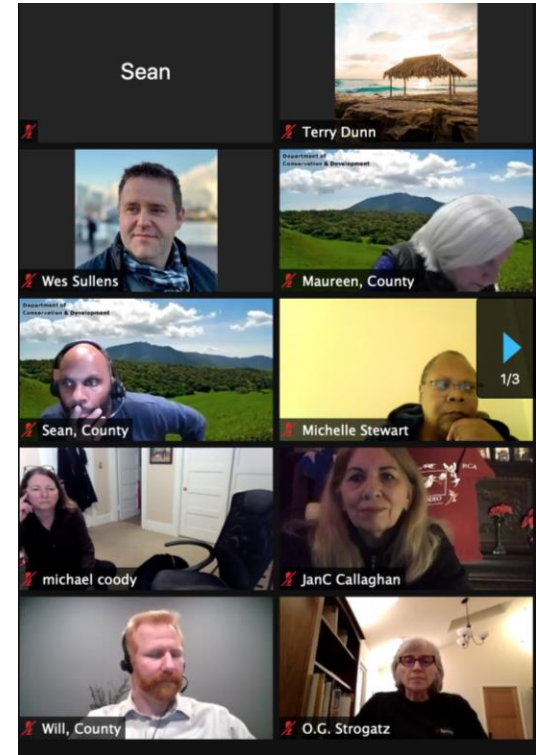 Sean
Terry Dunn
Wes Sullens
Department of
Conservation & Development
Maureen, County
Department of
Conservation & Development
Sean, County
1/3
Michelle Stewart
michael coody
RCA
JanC Callaghan
Will, County
O.G. Strogatz